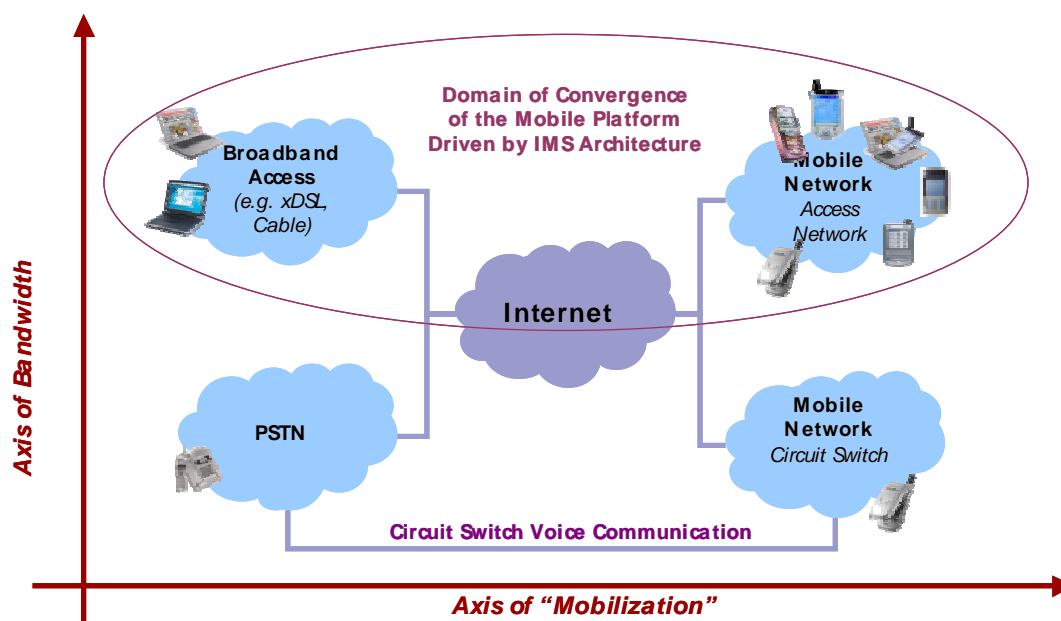 Domain of Convergence
of the Mobile Platform
Driven by IMS Architecture
Broadband
Access
(e.g. xDSL,
Cable)
Mobile
Network
Access
Network
Internet
PSTN
Mobile
Network
Circuit Switch
Circuit Switch Voice Communication
Axis of Bandwidth
Axis of “Mobilization”